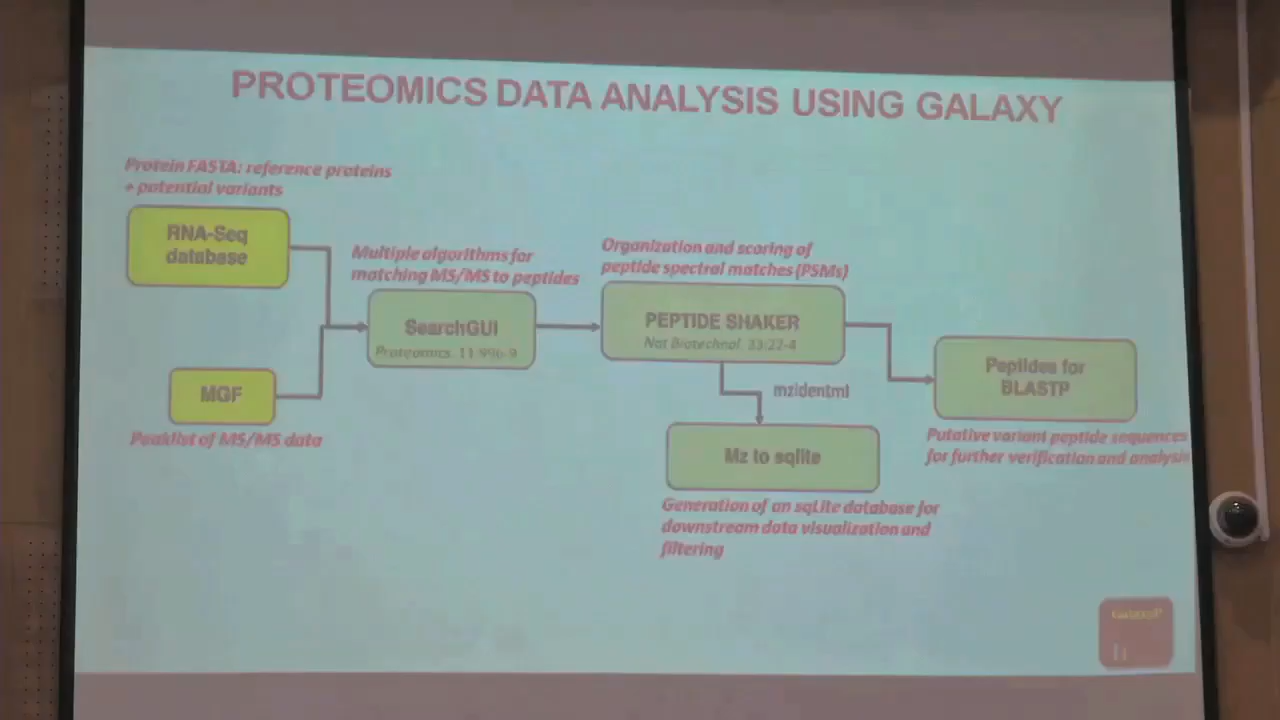 PROTEOMICS DATA ANALYSIS USING GALAXY
Protein FASTA: reference proteins
+ potential variants
RNA-Seq
database
Multiple algorithms for
matching MS/MS to peptides
SearchGUI
Proteomics 11:996-9
Organization and scoring of
peptide spectral matches (PSMs)
PEPTIDE SHAKER
Nat Biotechnol. 33:22-4
MGF
Peaklist of MS/MS data
mzidentml
Mz to sqlite
Generation of an sqLite database for
downstream data visualization and
filtering
Peptides for
BLASTP
Putative variant peptide sequences
for further verification and analysis